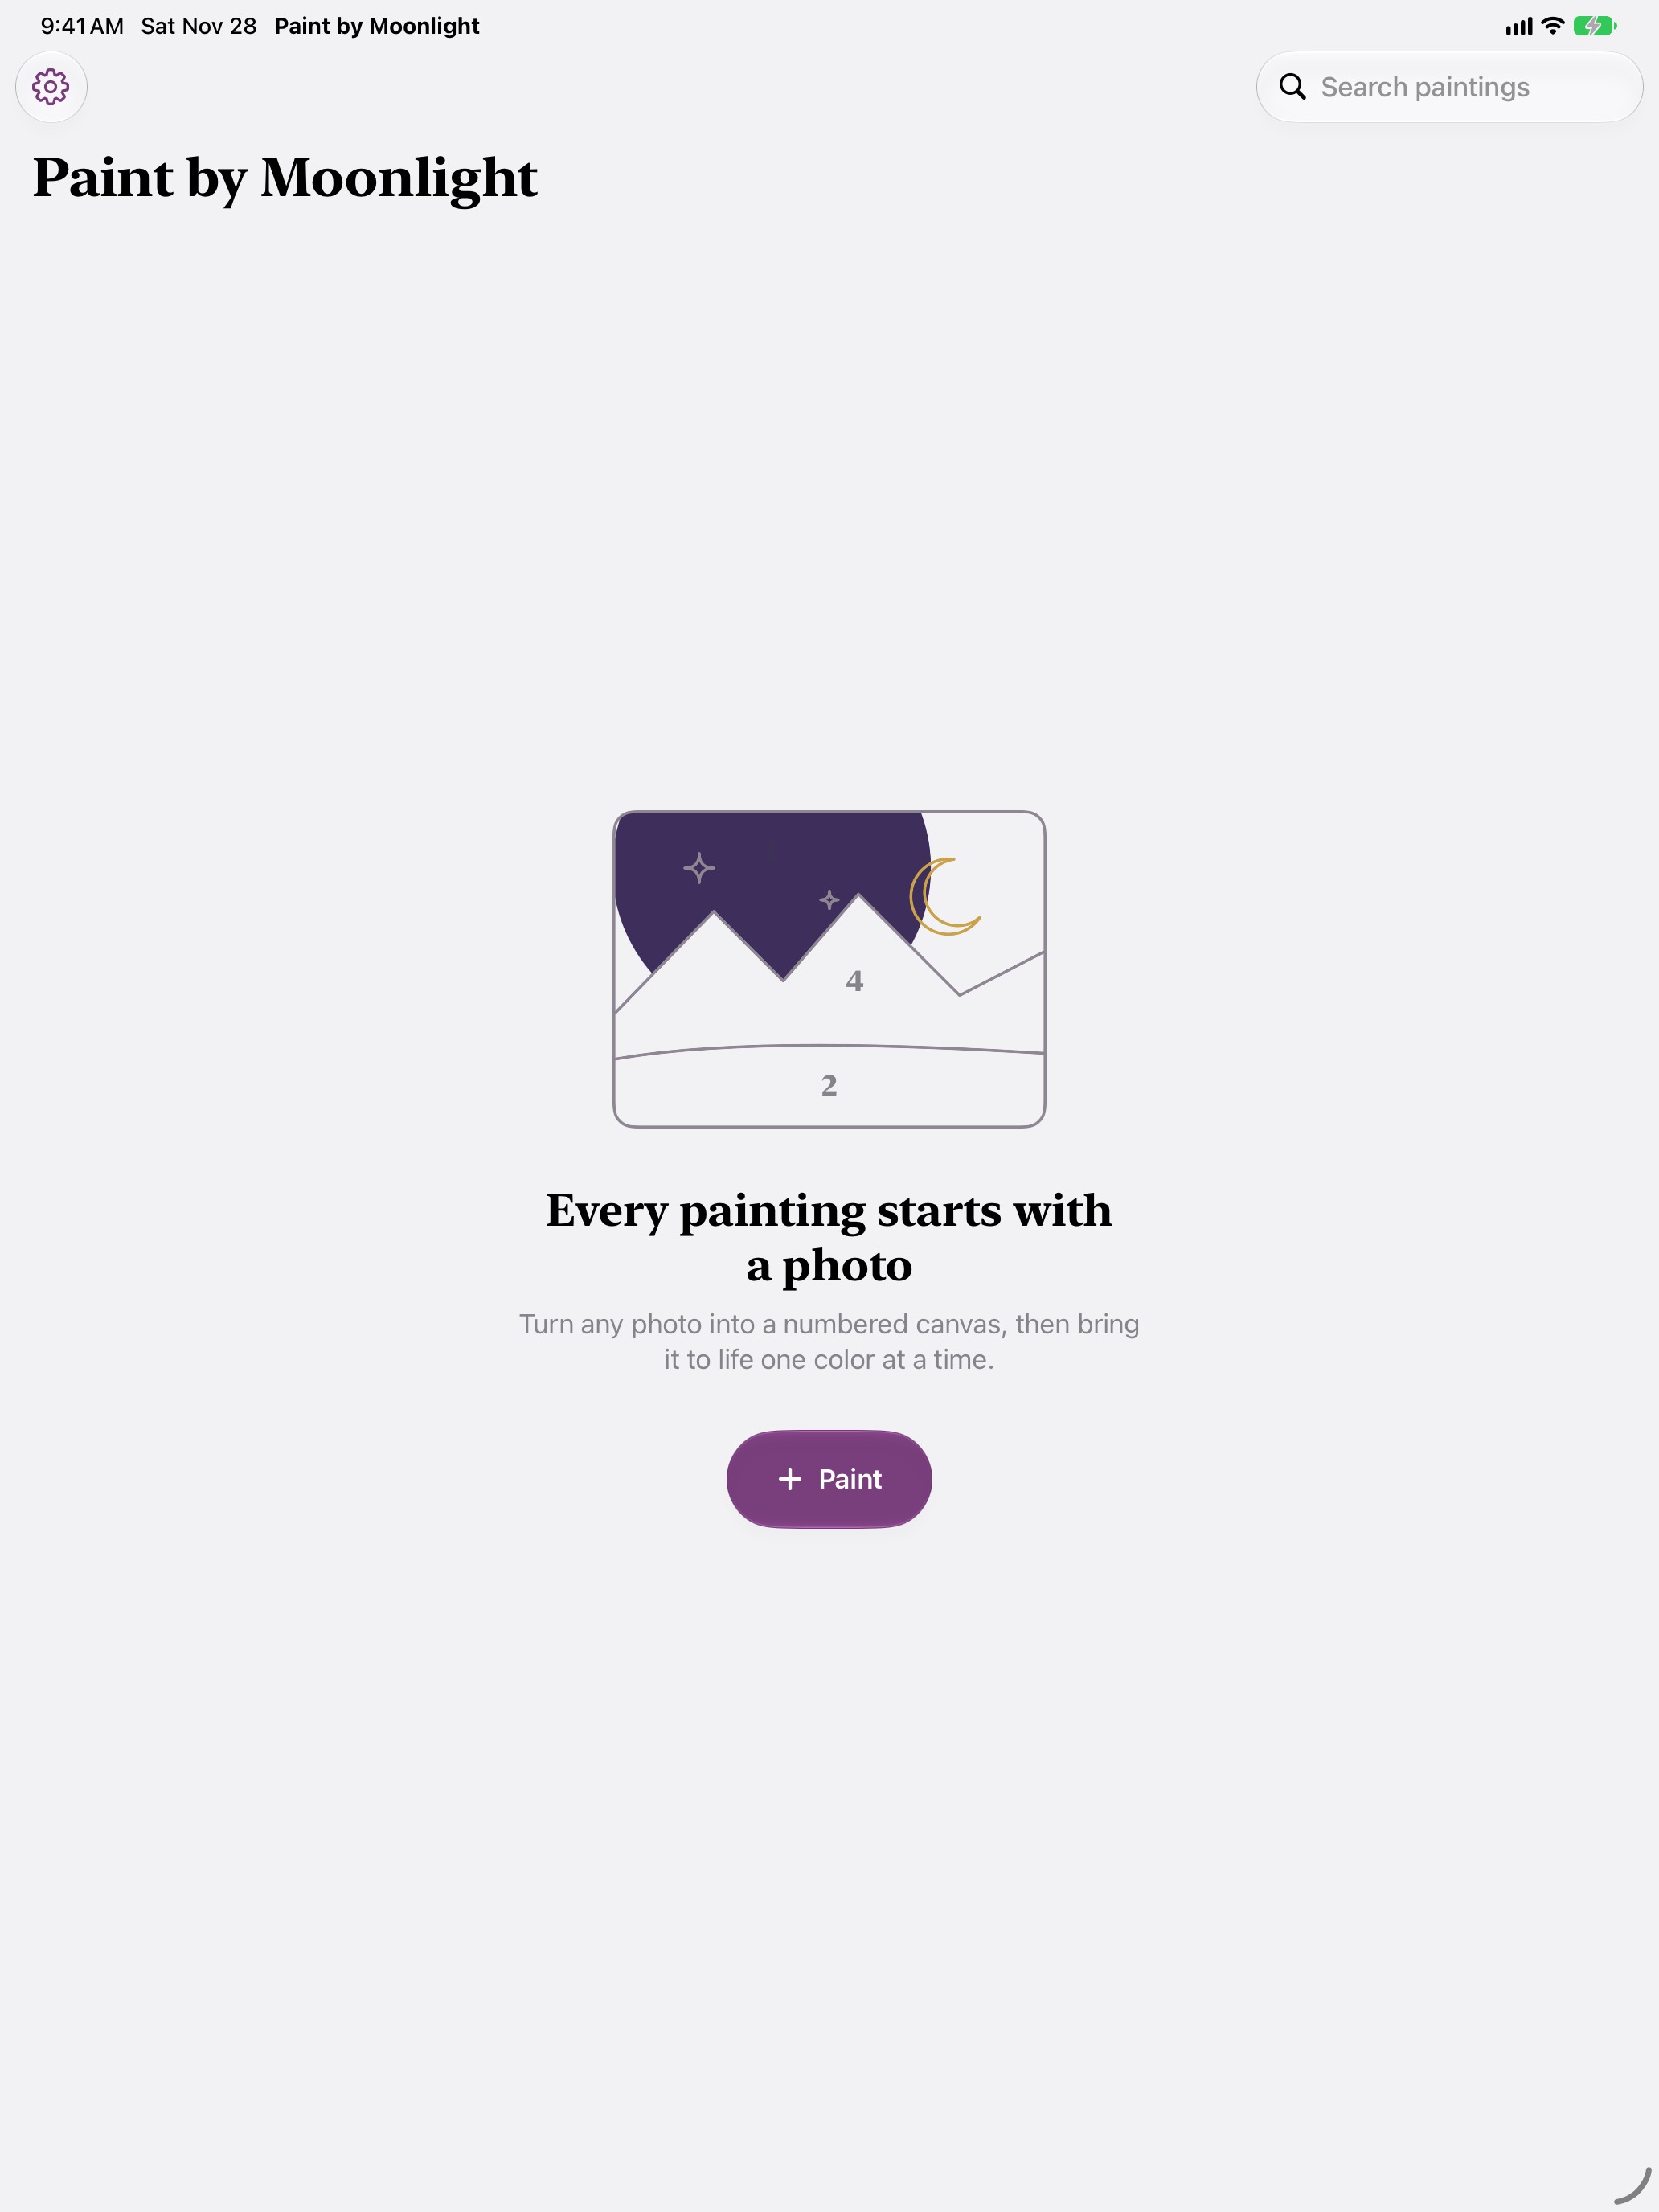 9:41 AM Sat Nov 28 Paint by Moonlight
Search paintings
Paint by Moonlight
4
2
Every painting starts with
a photo
Turn any photo into a numbered canvas, then bring
it to life one color at a time.
+ Paint